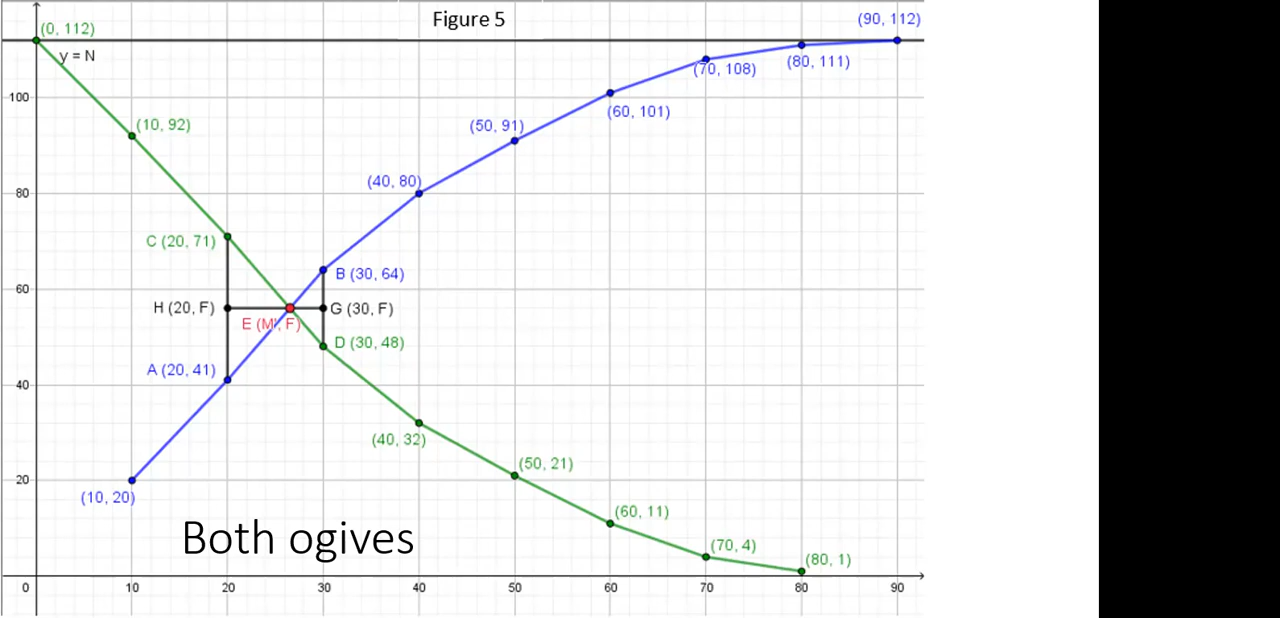 Figure 5
(90, 112)
(0, 112)
y = N
(70, 108)
(80, 111)
100
(60, 101)
(10, 92)
(50, 91)
80
(40, 80)
C (20, 71)
60
B (30, 64)
H (20, F)
G (30, F)
E (M', F)
D (30, 48)
A (20, 41)
40
(40, 32)
20
(10, 20)
(50, 21)
(60, 11)
Both ogives
(70, 4)
(80, 1)
0 10 20 30 40 50 60 70 80 90